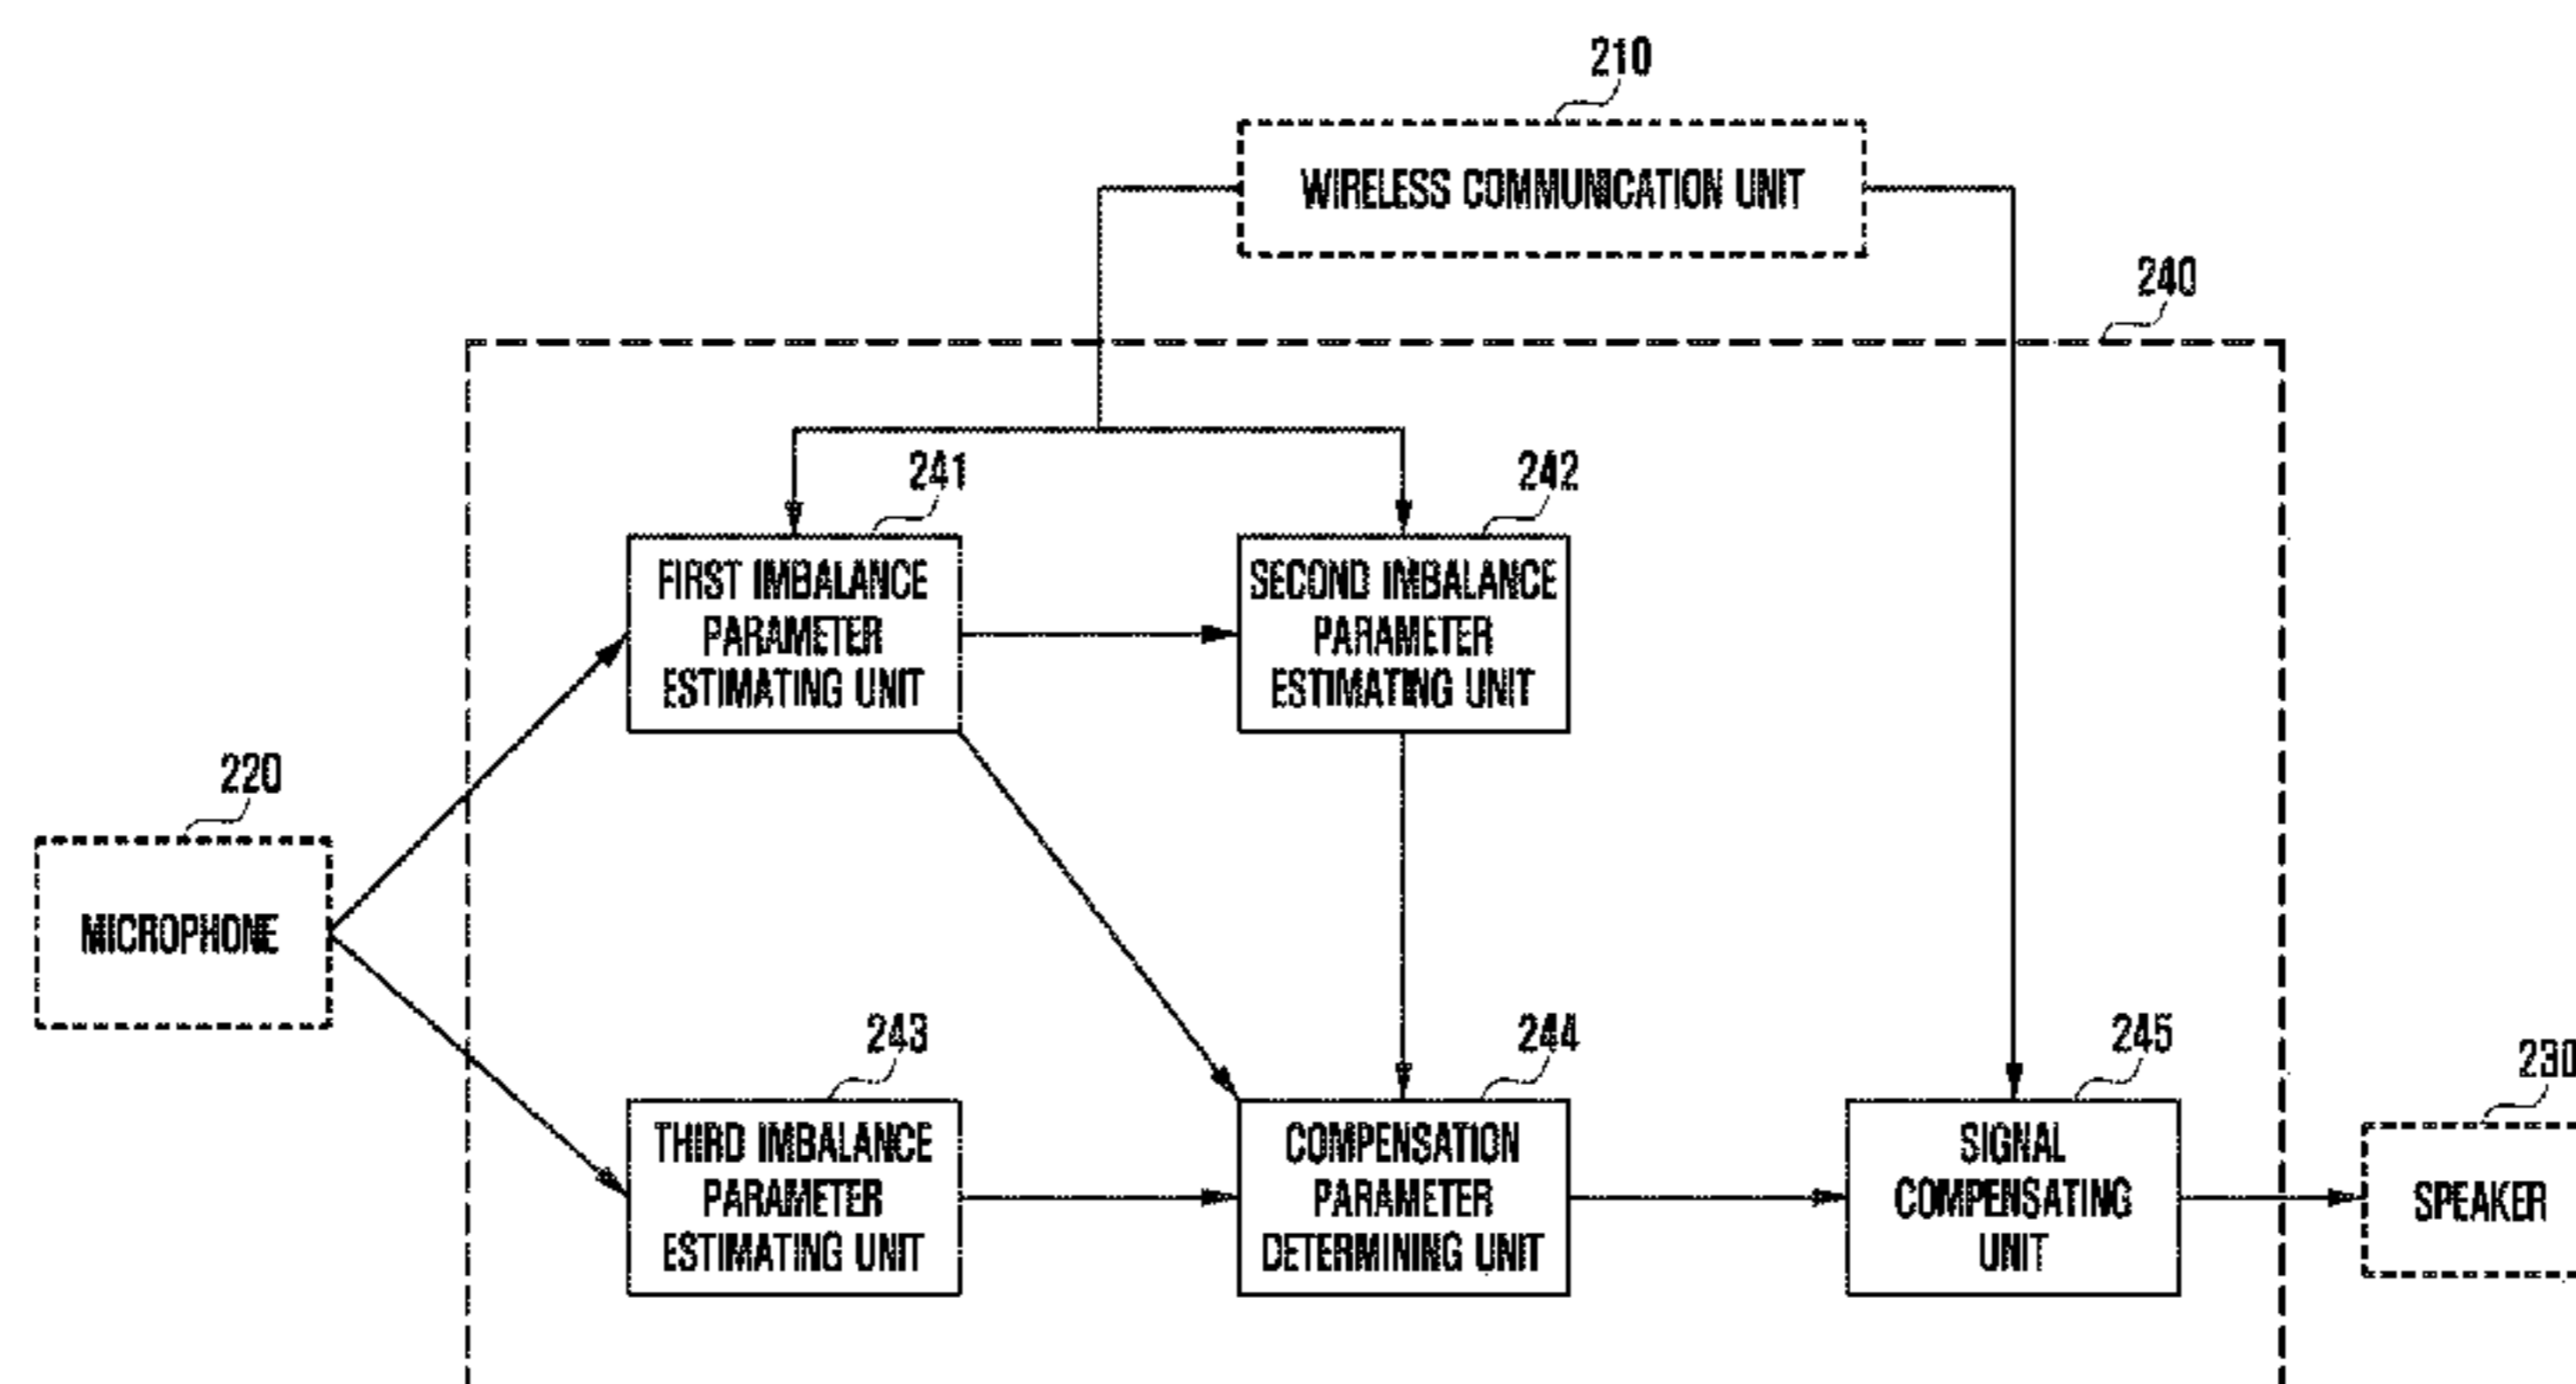 210
WIRELESS COMMUNICATION UNIT
240
241
242
FIRST IMBALANCE
PARAMETER
ESTIMATING UNIT
SECOND IMBALANCE
PARAMETER
ESTIMATING UNIT
220
MICROPHONE
243
244
245
230
THIRD IMBALANCE
PARAMETER
ESTIMATING UNIT
COMPENSATION
PARAMETER
DETERMINING UNIT
SIGNAL
COMPENSATING
UNIT
SPEAKER